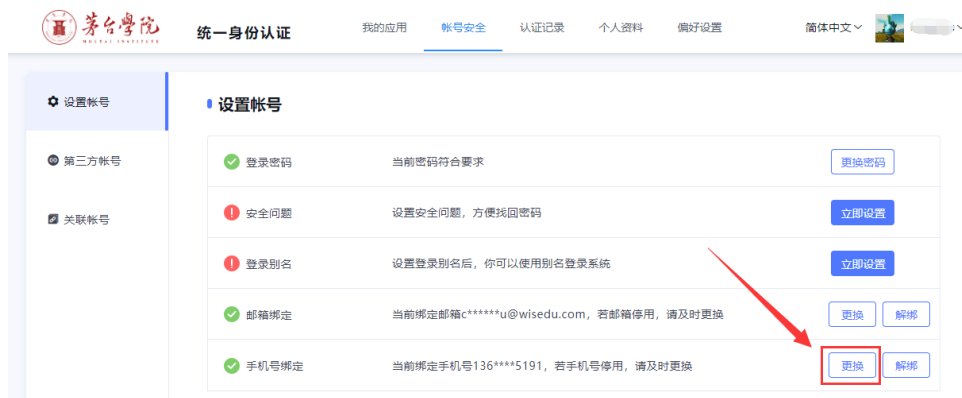 茅台学院
MOUTAI INSTITUTE
统一身份认证
我的应用
帐号安全
认证记录
个人资料
偏好设置
简体中文
设置帐号
第三方帐号
关联帐号
设置帐号
登录密码 当前密码符合要求 更换密码
安全问题 设置安全问题，方便找回密码 立即设置
登录别名 设置登录别名后，你可以使用别名登录系统 立即设置
邮箱绑定 当前绑定邮箱c******u@wisedu.com，若邮箱停用，请及时更换 更换 解绑
手机号绑定 当前绑定手机号136****5191，若手机号停用，请及时更换 更换 解绑